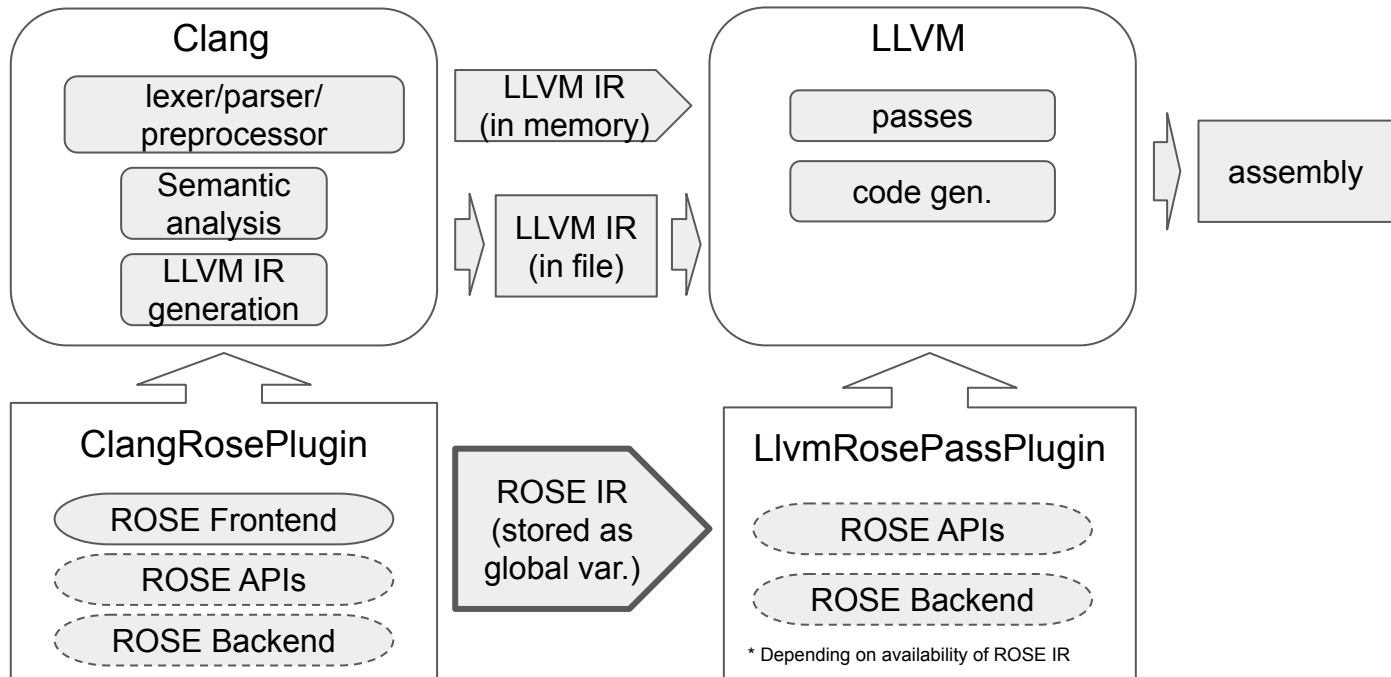 Clang
lexer/parser/
preprocessor
Semantic
analysis
LLVM IR
generation
LLVM IR
(in memory)
LLVM IR
(in file)
LLVM
passes
code gen.
assembly
ClangRosePlugin
ROSE Frontend
ROSE APIs
ROSE Backend
ROSE IR
(stored as
global var.)
LlvmRosePassPlugin
ROSE APIs
ROSE Backend
* Depending on availability of ROSE IR